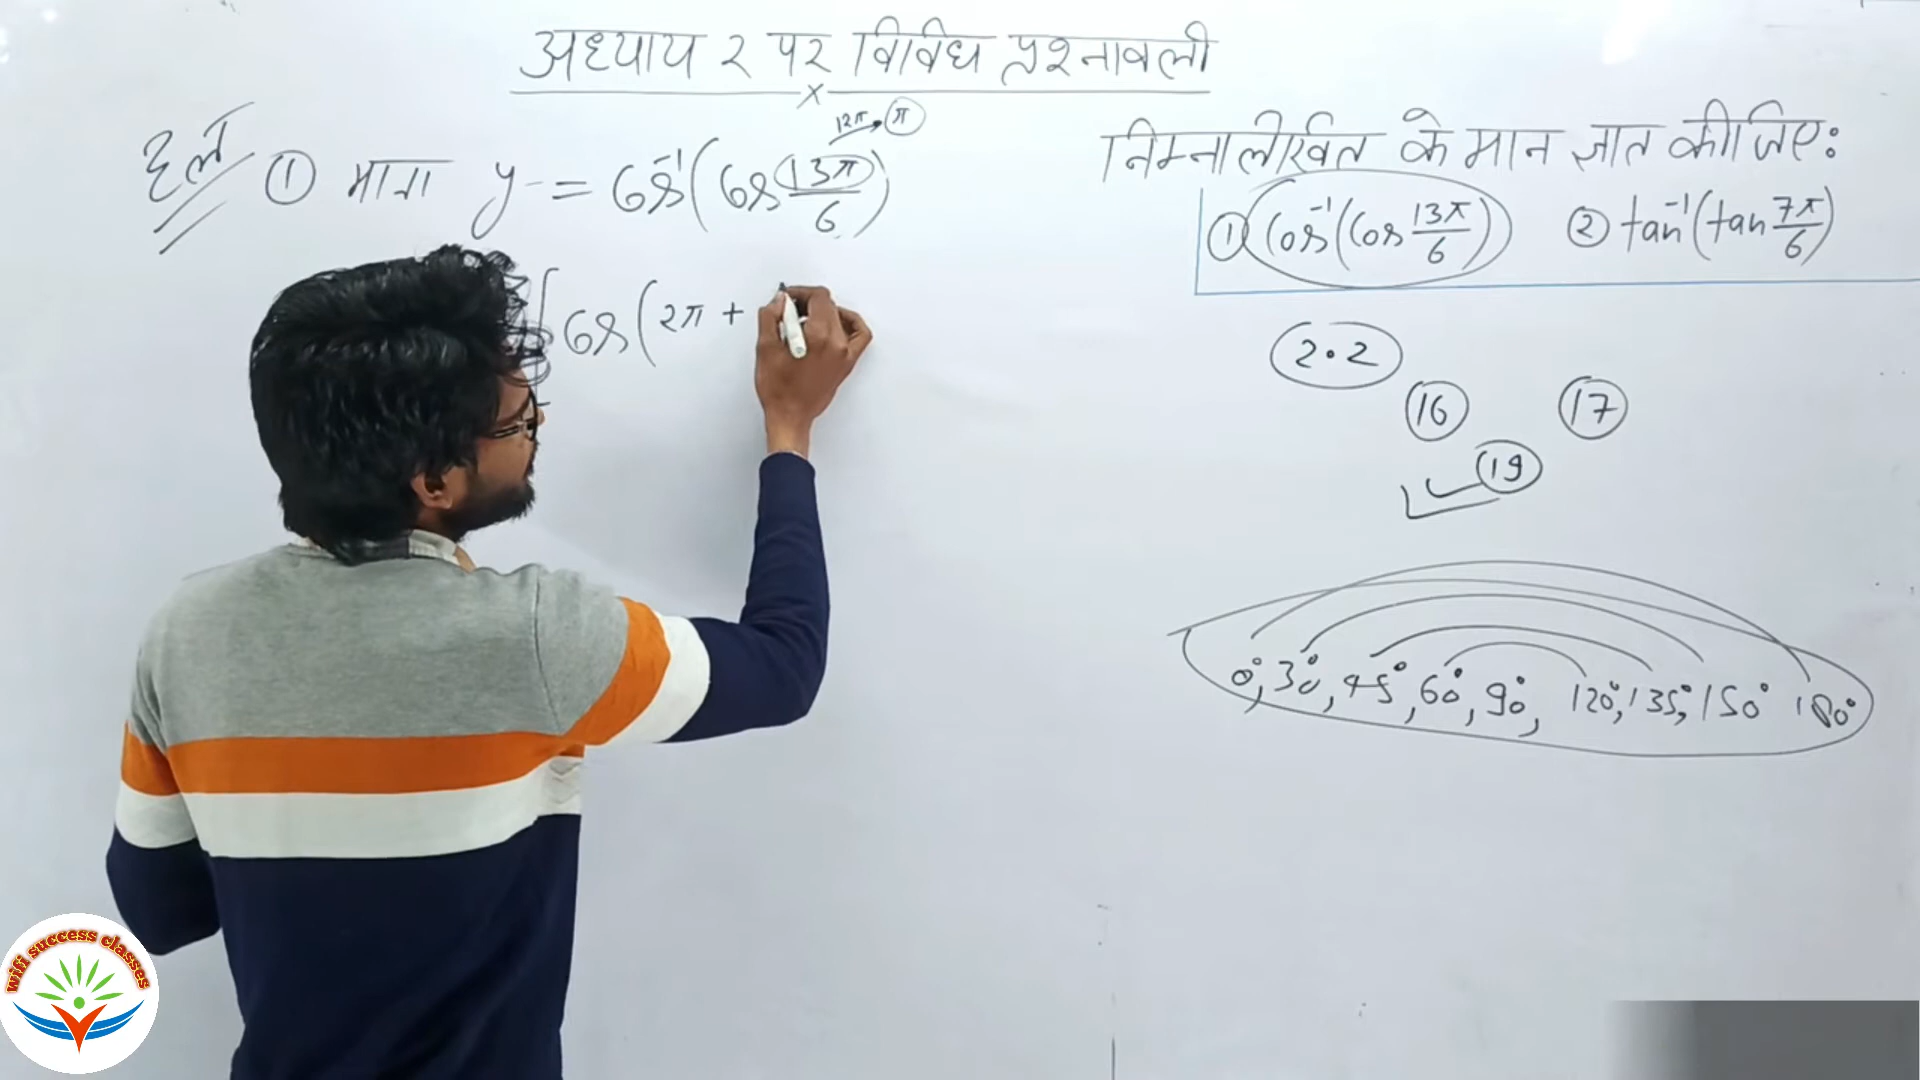 अध्याय २ पर विविध प्रश्नावली
x
हल ① माना y = cos⁻¹(cos 13π/6)
12π, π
cos(2π +
निम्नलिखित के मान ज्ञात कीजिए:
① cos⁻¹(cos 13π/6) ② tan⁻¹(tan 7π/6)
2.2
16 17
19
0°, 30°, 45°, 60°, 90°, 120°, 135°, 150° 180°
wifi success classes